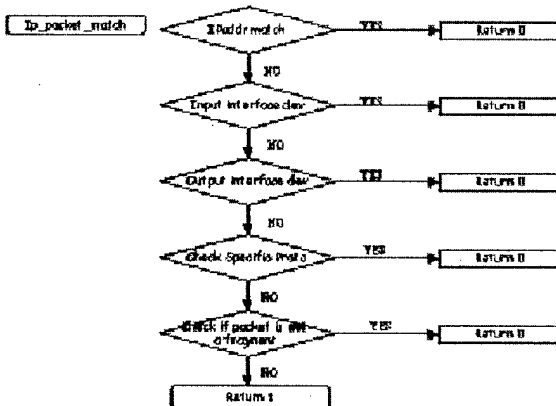 Ip_packet_match
IPaddr match
YES
Return 0
NO
Input interface dev
YES
Return 0
NO
Output interface dev
YES
Return 0
NO
Check Specific Proto
YES
Return 0
NO
Check if packet is not
a fragment
YES
Return 0
NO
Return 1